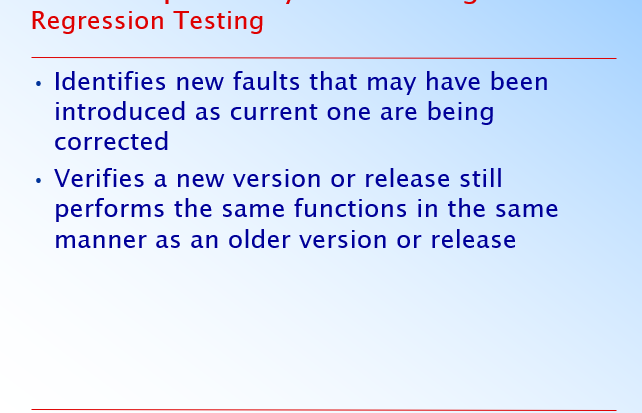 Regression Testing
• Identifies new faults that may have been
introduced as current one are being
corrected
• Verifies a new version or release still
performs the same functions in the same
manner as an older version or release